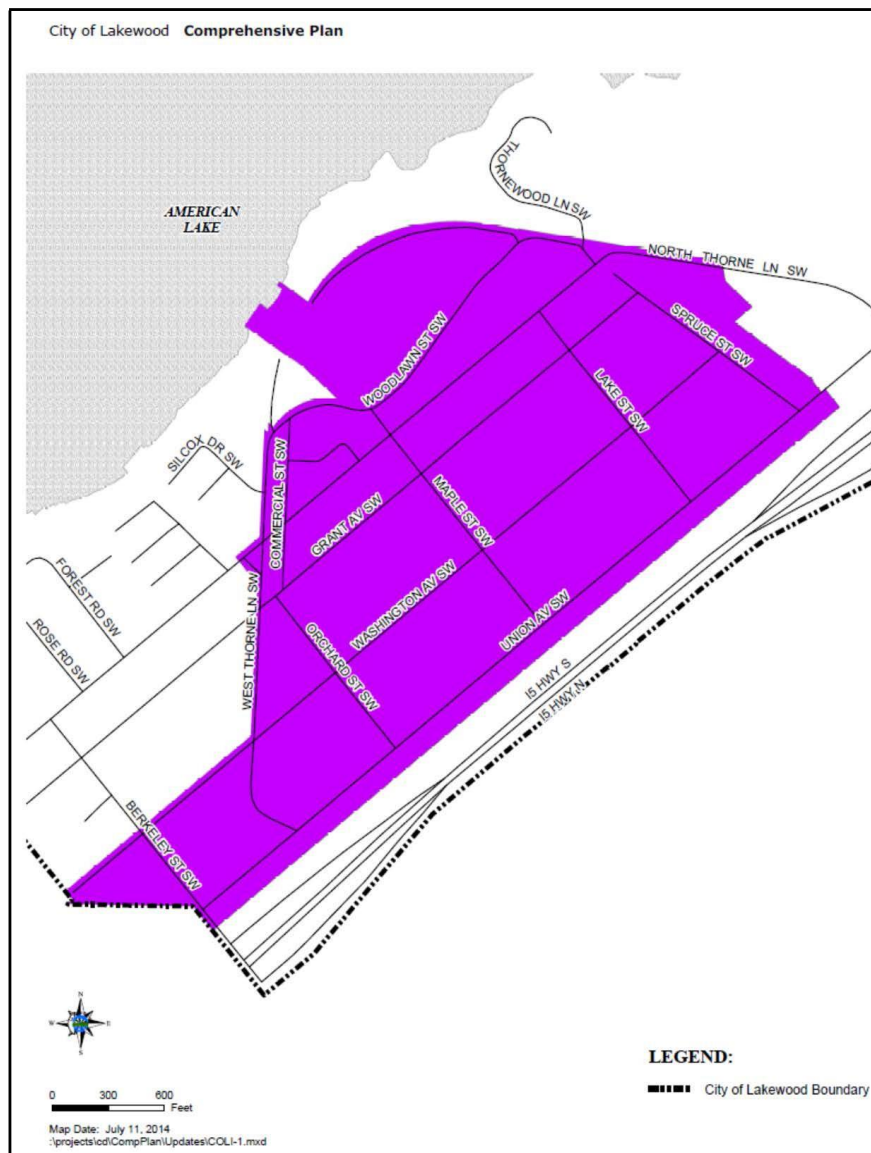 City of Lakewood Comprehensive Plan
AMERICAN
LAKE
THORNEWOOD LN SW
NORTH THORNE LN SW
SPRUCE ST SW
WOODLAWN ST SW
LAKE ST SW
SILCOX DR SW
COMMERCIAL ST SW
GRANT AV SW
MAPLE ST SW
FOREST RD SW
ROSE RD SW
WEST THORNE LN SW
ORCHARD ST SW
WASHINGTON AV SW
UNION AV SW
I5 HWY S
I5 HWY N
BERKELEY ST SW
N
W E
S
LEGEND:
City of Lakewood Boundary
0 300 600
Feet
Map Date: July 11, 2014
:\projects\cd\CompPlan\Updates\COLI-1.mxd